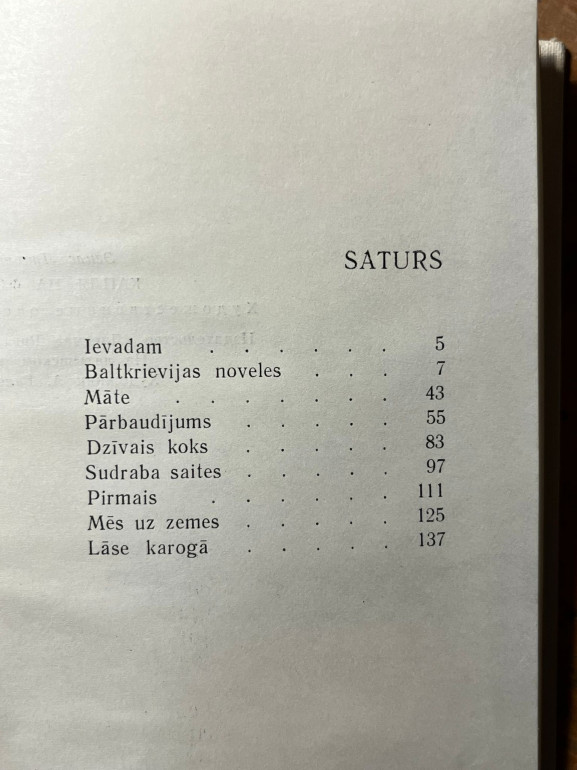 SATURS
Ievadam . . . . . . 5
Baltkrievijas noveles . . . 7
Māte . . . . . . . 43
Pārbaudījums . . . . . 55
Dzīvais koks . . . . . 83
Sudraba saites . . . . . 97
Pirmais . . . . . . 111
Mēs uz zemes . . . . . 125
Lāse karogā . . . . . 137